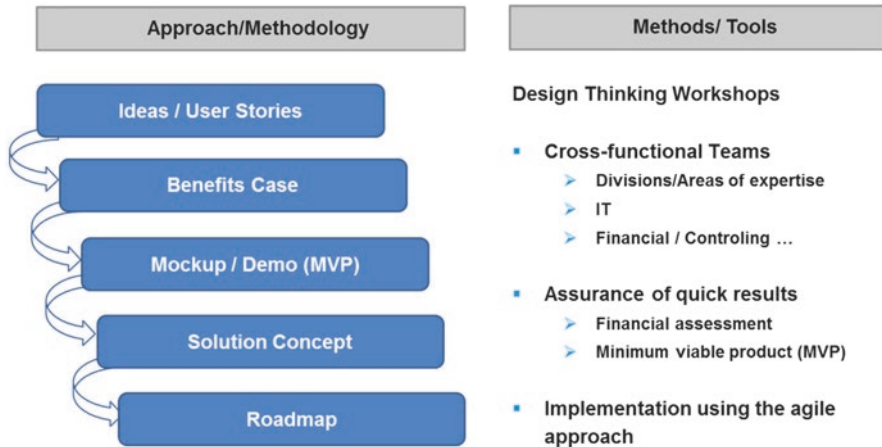 Approach/Methodology
Ideas / User Stories
Benefits Case
Mockup / Demo (MVP)
Solution Concept
Roadmap
Methods/ Tools
Design Thinking Workshops
Cross-functional Teams
Divisions/Areas of expertise
IT
Financial / Controling ...
Assurance of quick results
Financial assessment
Minimum viable product (MVP)
Implementation using the agile
approach